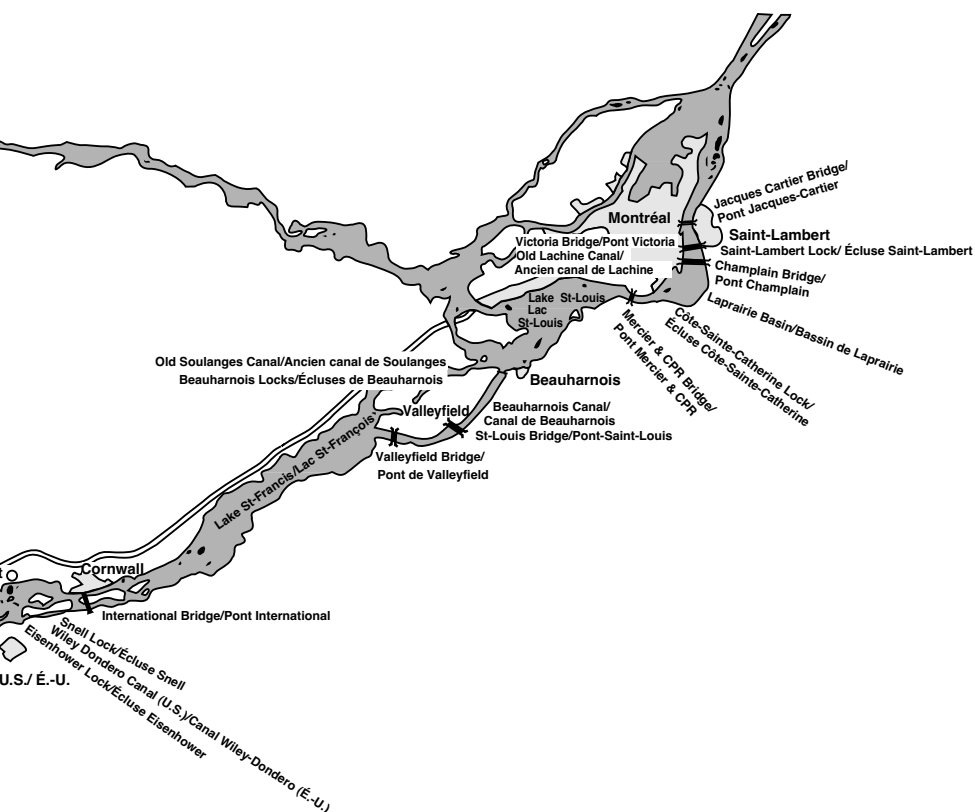 Jacques Cartier Bridge/
Pont Jacques-Cartier
Montréal
Saint-Lambert
Victoria Bridge/Pont Victoria
Saint-Lambert Lock/ Écluse Saint-Lambert
Old Lachine Canal/
Ancien canal de Lachine
Champlain Bridge/
Pont Champlain
Lake St-Louis
Lac
St-Louis
Laprairie Basin/Bassin de Laprairie
Côte-Sainte-Catherine Lock/
Écluse Côte-Sainte-Catherine
Mercier & CPR Bridge/
Pont Mercier & CPR
Old Soulanges Canal/Ancien canal de Soulanges
Beauharnois Locks/Écluses de Beauharnois
Beauharnois
Valleyfield
Beauharnois Canal/
Canal de Beauharnois
St-Louis Bridge/Pont-Saint-Louis
Valleyfield Bridge/
Pont de Valleyfield
Lake St-Francis/Lac St-François
Cornwall
t
International Bridge/Pont International
Snell Lock/Écluse Snell
Wiley Dondero Canal (U.S.)/Canal Wiley-Dondero (É.-U.)
Eisenhower Lock/Écluse Eisenhower
U.S./ É.-U.